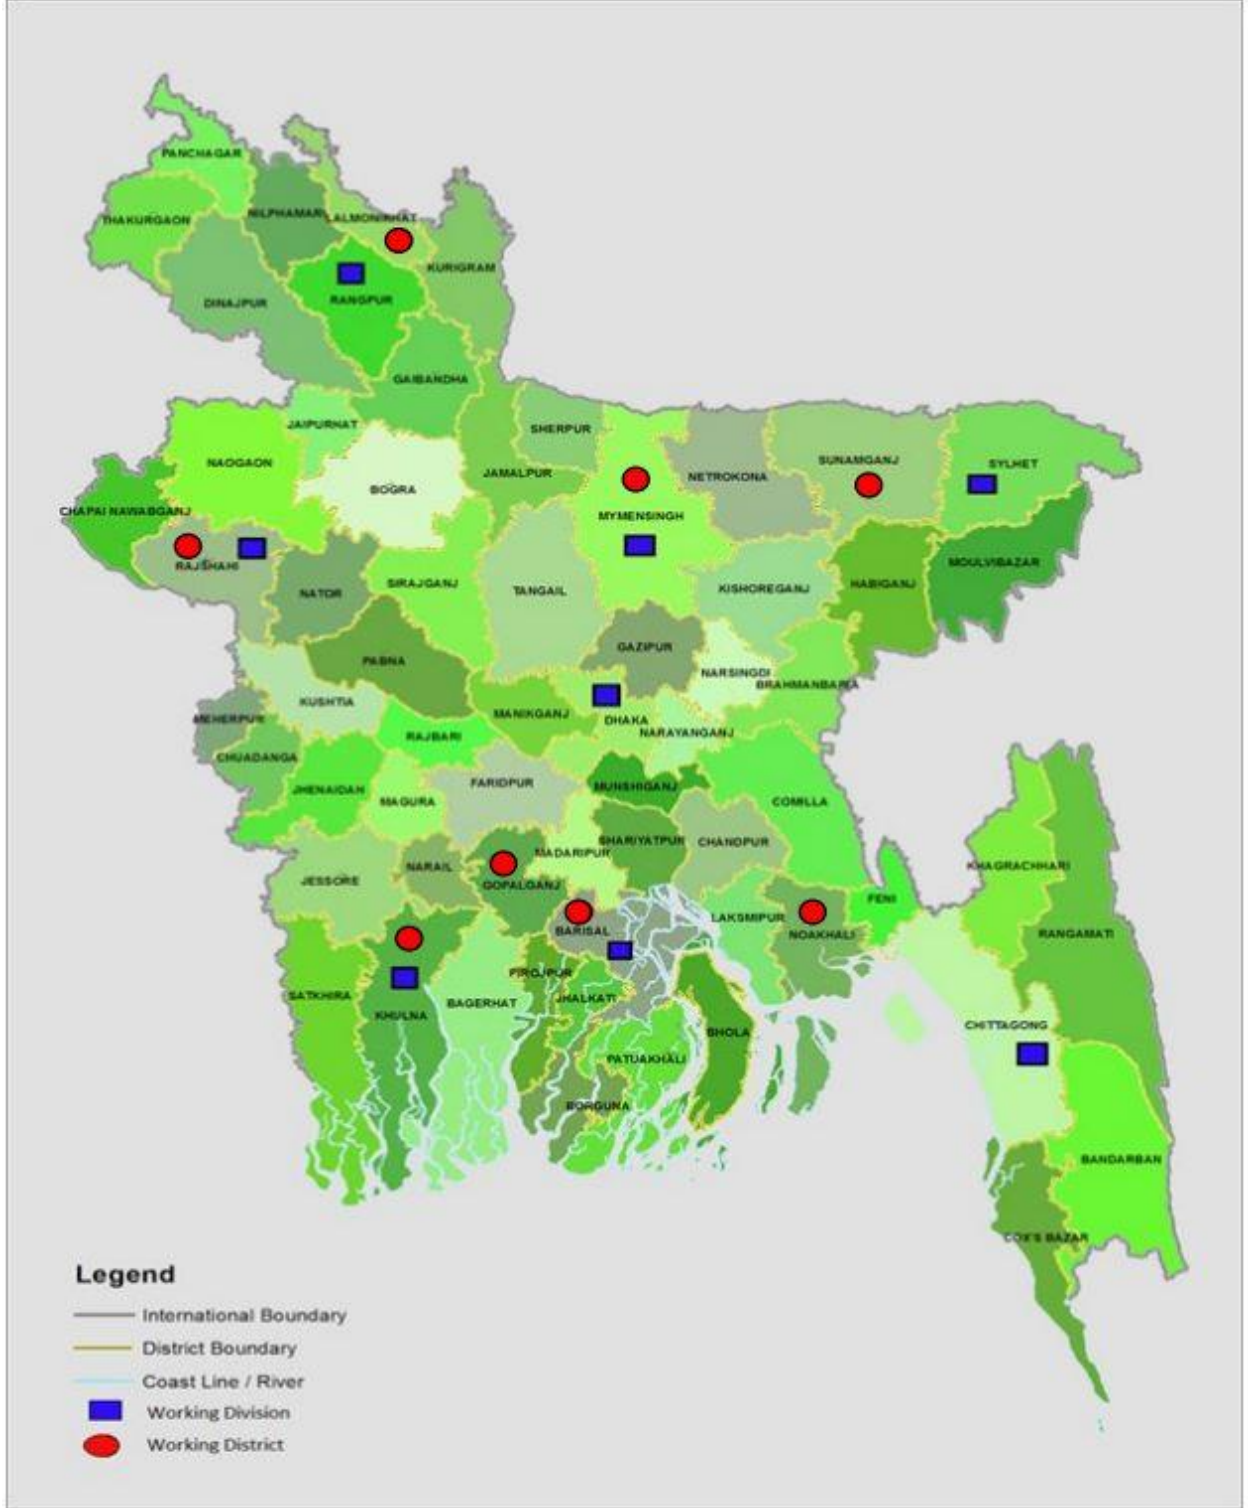 PANCHAGAR
THAKURGAON
NILPHAMARI
LALMONIRHAT
KURIGRAM
DINAJPUR
RANGPUR
GAIBANDHA
JAIPURHAT
SHERPUR
NAOGAON
BOGRA
JAMALPUR
NETROKONA
SUNAMGANJ
SYLHET
CHAPAI NAWABGANJ
MYMENSINGH
RAJSHAHI
NATOR
SIRAJGANJ
TANGAIL
KISHOREGANJ
HABIGANJ
MOULVIBAZAR
PABNA
GAZIPUR
NARSINGDI
BRAHMANBARIA
KUSHTIA
MEHERPUR
MANIKGANJ
DHAKA
NARAYANGANJ
RAJBARI
CHUADANGA
JHENAIDAH
MAGURA
FARIDPUR
MUNSHIGANJ
COMILLA
SHARIYATPUR
CHANDPUR
MADARIPUR
NARAIL
JESSORE
GOPALGANJ
KHAGRACHHARI
FENI
LAKSMIPUR
NOAKHALI
BARISAL
RANGAMATI
PIROJPUR
JHALKATI
SATKHIRA
BAGERHAT
KHULNA
BHOLA
CHITTAGONG
PATUAKHALI
BORGUNA
BANDARBAN
COX'S BAZAR
Legend
International Boundary
District Boundary
Coast Line / River
Working Division
Working District